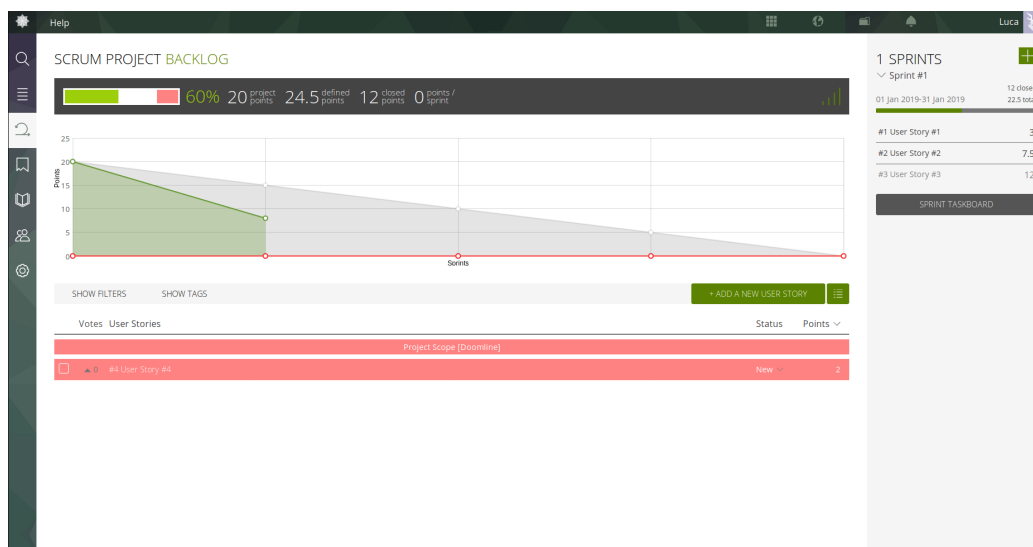 Help
Luca
SCRUM PROJECT BACKLOG
60% 20 project points 24.5 defined points 12 closed points 0 points / sprint
25
20
15
10
5
0
Points
Sprints
SHOW FILTERS SHOW TAGS
+ ADD A NEW USER STORY
Votes User Stories Status Points
Project Scope [Doomline]
0 #4 User Story #4 New 2
1 SPRINTS
Sprint #1
12 close
01 Jan 2019-31 Jan 2019 22.5 tota
#1 User Story #1 3
#2 User Story #2 7.5
#3 User Story #3 12
SPRINT TASKBOARD